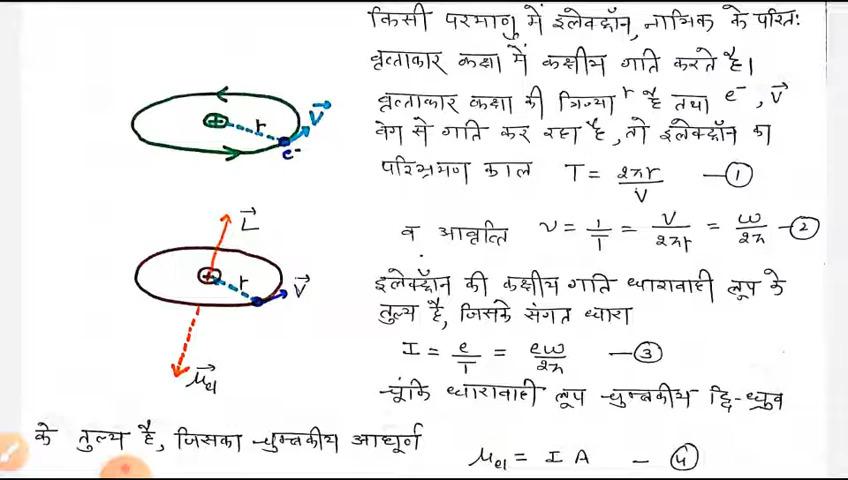 किसी परमाणु में इलेक्ट्रॉन, नाभिक के परितः
वृत्ताकार कक्षा में कक्षीय गति करते है।
वृत्ताकार कक्षा की त्रिज्या r है तथा e⁻, V⃗
वेग से गति कर रहा है, तो इलेक्ट्रॉन का
परिभ्रमण काल T = 2πr/V —①
व आवृत्ति ν = 1/T = V/2πr = ω/2π —②
इलेक्ट्रॉन की कक्षीय गति धारावाही लूप के
तुल्य है, जिसके संगत धारा
I = e/T = eω/2π —③
चूंकि धारावाही लूप चुम्बकीय द्वि-ध्रुव
के तुल्य है, जिसका चुम्बकीय आघूर्ण
μel = I A — ④
+ r V⃗
e⁻
L⃗
+ r V⃗
μ⃗el